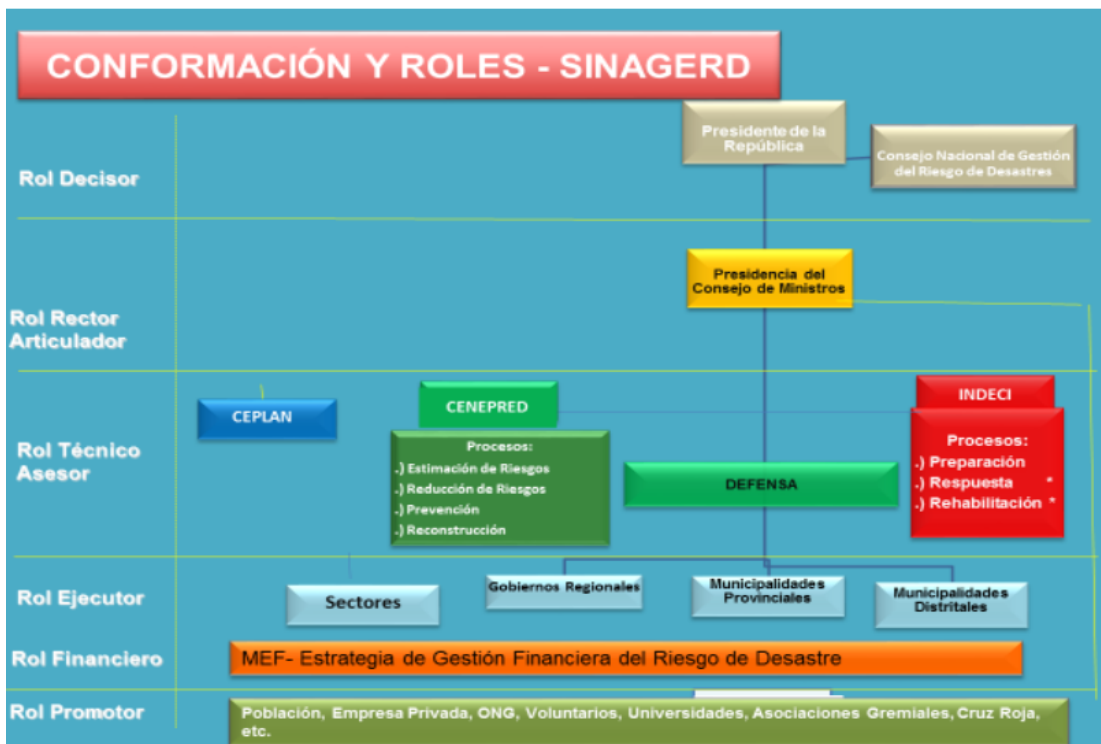 CONFORMACIÓN Y ROLES - SINAGERD
Presidente de la
República
Consejo Nacional de Gestión
del Riesgo de Desastres
Rol Decisor
Presidencia del
Consejo de Ministros
Rol Rector
Articulador
CEPLAN
CENEPRED
INDECI
Rol Técnico
Asesor
Procesos:
.) Estimación de Riesgos
.) Reducción de Riesgos
.) Prevención
.) Reconstrucción
DEFENSA
Procesos:
.) Preparación
.) Respuesta *
.) Rehabilitación *
Rol Ejecutor
Sectores
Gobiernos Regionales
Municipalidades
Provinciales
Municipalidades
Distritales
Rol Financiero
MEF- Estrategia de Gestión Financiera del Riesgo de Desastre
Rol Promotor
Población, Empresa Privada, ONG, Voluntarios, Universidades, Asociaciones Gremiales, Cruz Roja,
etc.